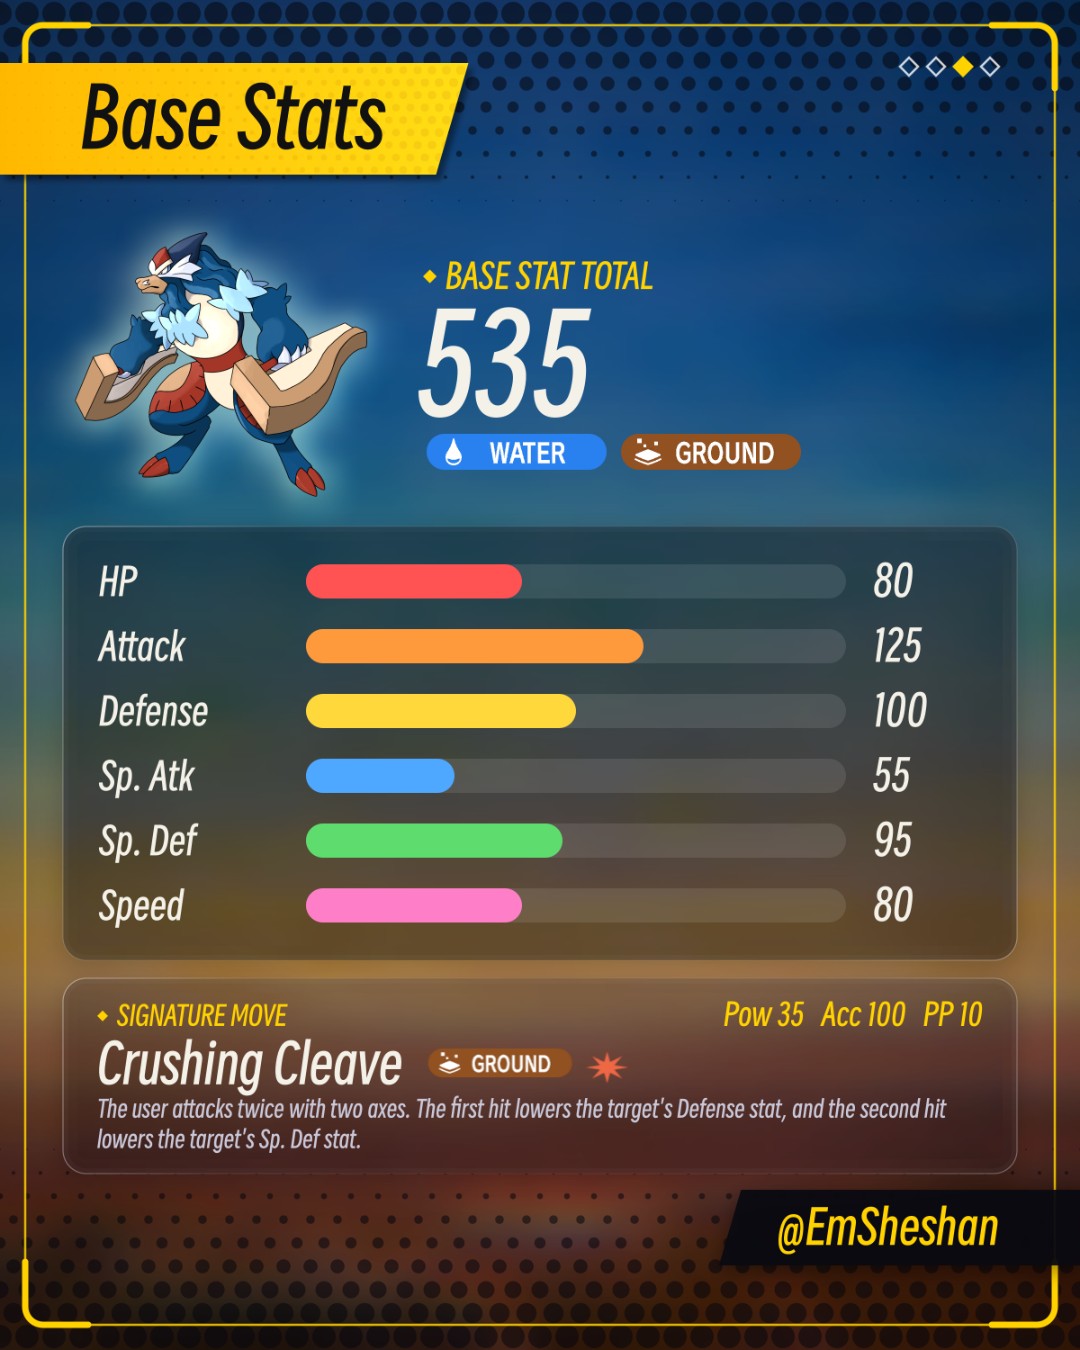 Base Stats
BASE STAT TOTAL
535
WATER GROUND
HP 80
Attack 125
Defense 100
Sp. Atk 55
Sp. Def 95
Speed 80
SIGNATURE MOVE Pow 35 Acc 100 PP 10
Crushing Cleave GROUND
The user attacks twice with two axes. The first hit lowers the target's Defense stat, and the second hit
lowers the target's Sp. Def stat.
@EmSheshan